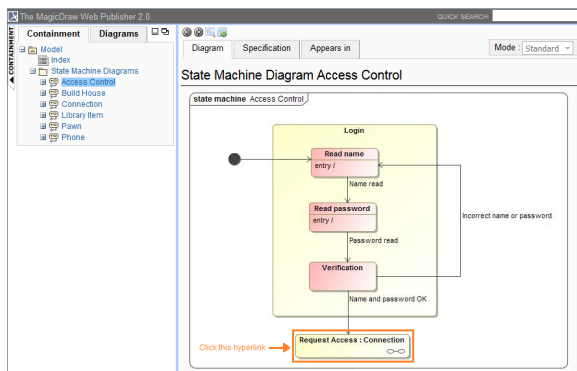 The MagicDraw Web Publisher 2.0
QUICK SEARCH:
CONTAINMENT
Containment
Diagrams
Model
Index
State Machine Diagrams
Access Control
Build House
Connection
Library Item
Pawn
Phone
Diagram
Specification
Appears in
Mode : Standard
State Machine Diagram Access Control
state machine Access Control
Login
Read name
entry /
Name read
Read password
entry /
Incorrect name or password
Password read
Verification
Name and password OK
Request Access : Connection
Click this hyperlink